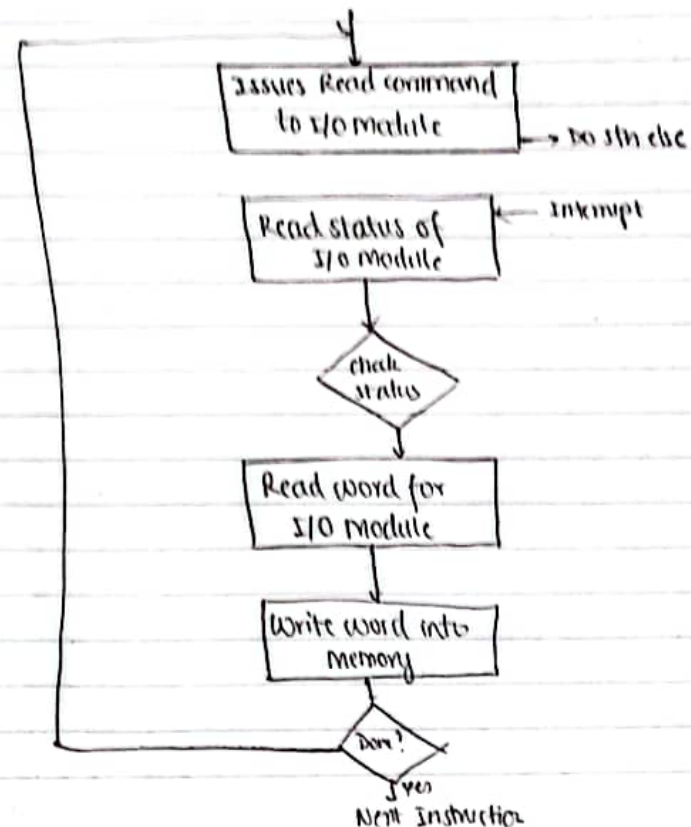 Issues Read command
to I/O module
→ Do sth else
Read status of
I/O module
← Interrupt
check
status
Read word for
I/O Module
Write word into
memory
Done?
yes
Next Instruction